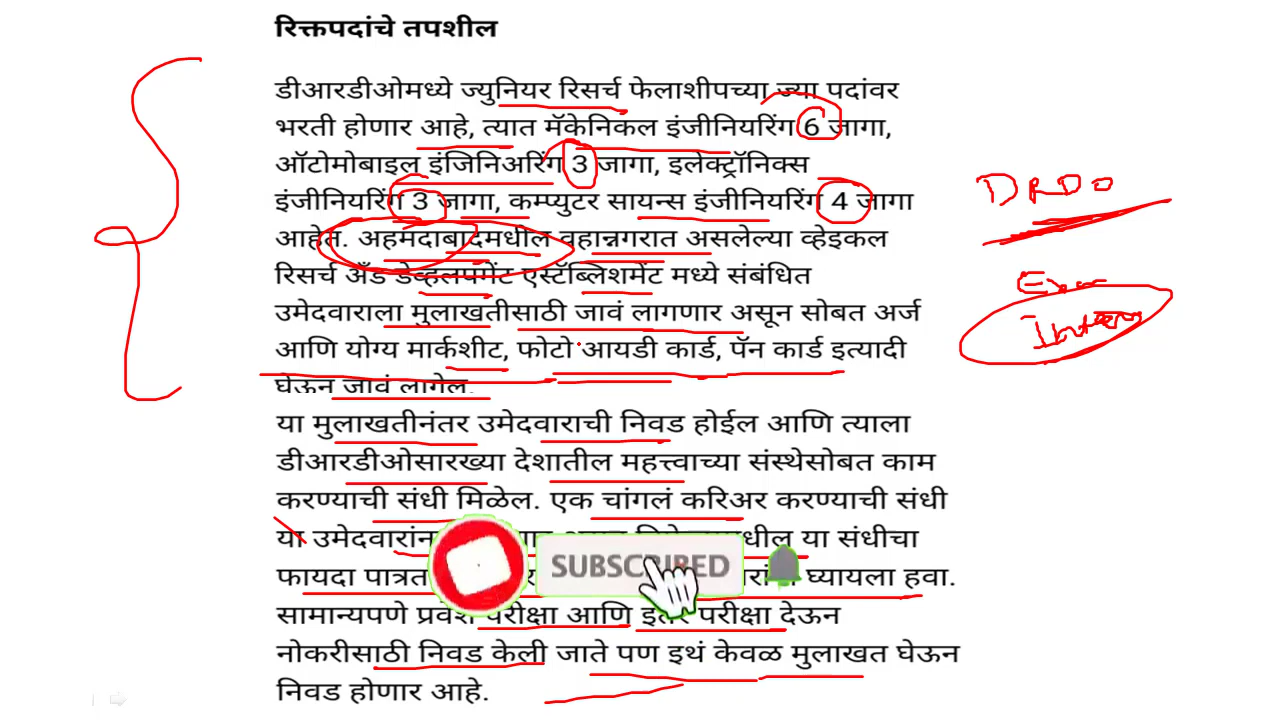 रिक्तपदांचे तपशील
डीआरडीओमध्ये ज्युनियर रिसर्च फेलाशीपच्या ज्या पदांवर
भरती होणार आहे, त्यात मॅकेनिकल इंजीनियरिंग 6 जागा,
ऑटोमोबाइल इंजिनिअरिंग 3 जागा, इलेक्ट्रॉनिक्स
इंजीनियरिंग 3 जागा, कम्प्युटर सायन्स इंजीनियरिंग 4 जागा
आहेत. अहमदाबादमधील वहान्नगरात असलेल्या व्हेइकल
रिसर्च अँड डेव्हलपमेंट एस्टॅब्लिशमेंट मध्ये संबंधित
उमेदवाराला मुलाखतीसाठी जावं लागणार असून सोबत अर्ज
आणि योग्य मार्कशीट, फोटो आयडी कार्ड, पॅन कार्ड इत्यादी
घेऊन जावं लागेल.
या मुलाखतीनंतर उमेदवाराची निवड होईल आणि त्याला
डीआरडीओसारख्या देशातील महत्त्वाच्या संस्थेसोबत काम
करण्याची संधी मिळेल. एक चांगलं करिअर करण्याची संधी
या उमेदवारांन या संधीचा
फायदा पात्रत घ्यायला हवा.
सामान्यपणे प्रवेश परीक्षा आणि इतर परीक्षा देऊन
नोकरीसाठी निवड केली जाते पण इथं केवळ मुलाखत घेऊन
निवड होणार आहे.
DRDO
SUBSCRIBED